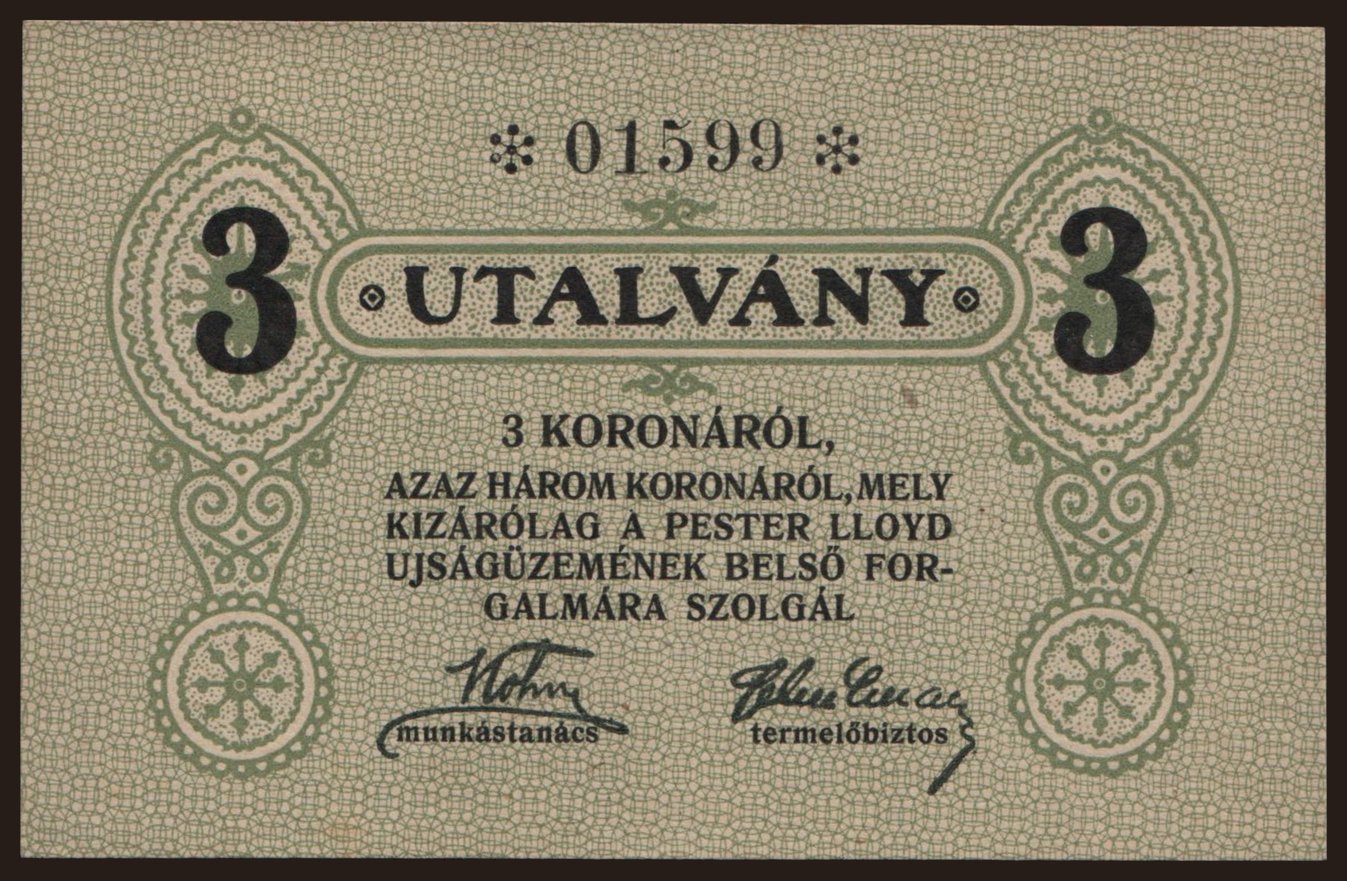 * 01599 *
3 UTALVÁNY 3
3 KORONÁRÓL,
AZAZ HÁROM KORONÁRÓL, MELY
KIZÁRÓLAG A PESTER LLOYD
UJSÁGÜZEMÉNEK BELSŐ FOR-
GALMÁRA SZOLGÁL
munkástanács termelőbiztos